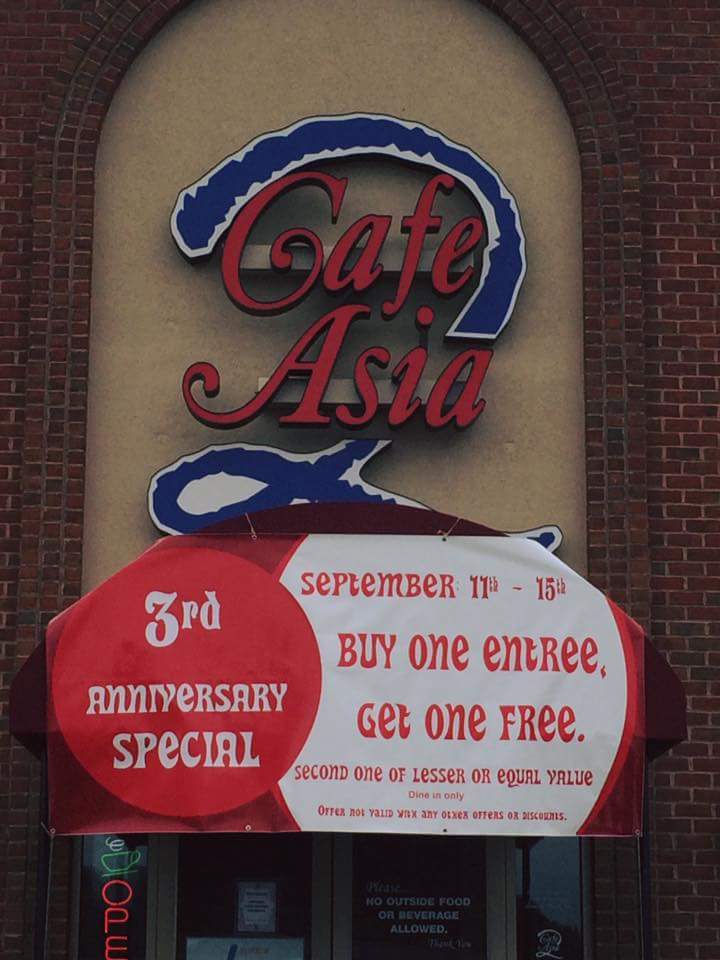 Cafe
Asia
3rd
ANNIVERSARY
SPECIAL
SEPTEMBER 11th - 15th
BUY ONE ENTREE,
GET ONE FREE.
SECOND ONE OF LESSER OR EQUAL VALUE
Dine in only
OFFER NOT VALID WITH ANY OTHER OFFERS OR DISCOUNTS.
OPE
Please...
NO OUTSIDE FOOD
OR BEVERAGE
ALLOWED.
Thank You
Cafe
Asia